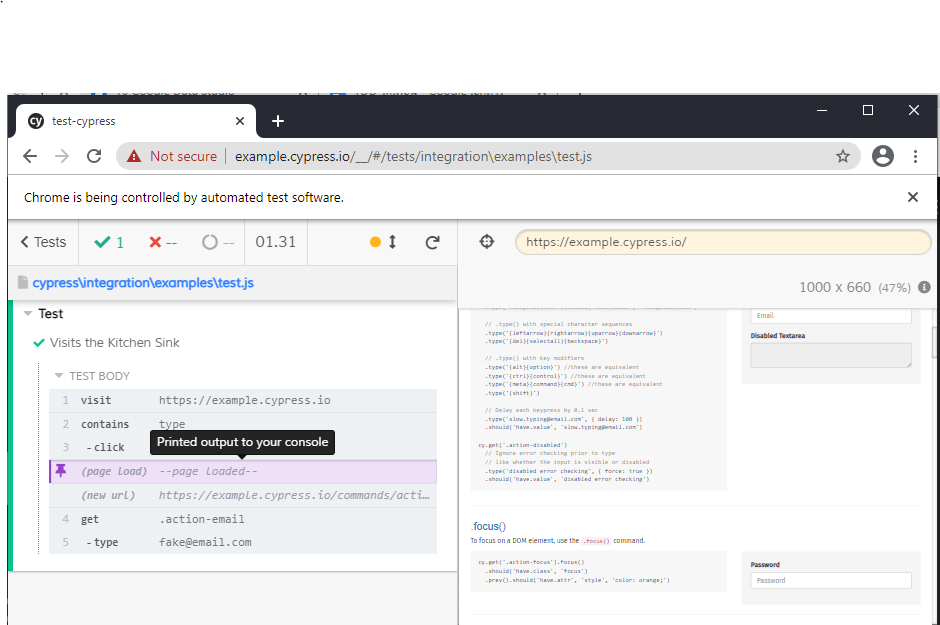 test-cypress
Not secure | example.cypress.io/__/#/tests/integration\examples\test.js
Chrome is being controlled by automated test software.
Tests 1 -- -- 01.31
https://example.cypress.io/
1000 x 660 (47%)
cypress\integration\examples\test.js
Test
Visits the Kitchen Sink
TEST BODY
1 visit https://example.cypress.io
2 contains type
3 -click
Printed output to your console
(page load) --page loaded--
(new url) https://example.cypress.io/commands/acti…
4 get .action-email
5 -type fake@email.com
// .type() with special character sequences
.type('{leftarrow}{rightarrow}{uparrow}{downarrow}')
.type('{del}{selectall}{backspace}')
// .type() with key modifiers
.type('{alt}{option}') //these are equivalent
.type('{ctrl}{control}') //these are equivalent
.type('{meta}{command}{cmd}') //these are equivalent
.type('{shift}')
// Delay each keypress by 0.1 sec
.type('slow.typing@email.com', { delay: 100 })
.should('have.value', 'slow.typing@email.com')
cy.get('.action-disabled')
// Ignore error checking prior to type
// like whether the input is visible or disabled
.type('disabled error checking', { force: true })
.should('have.value', 'disabled error checking')
Email
Disabled Textarea
.focus()
To focus on a DOM element, use the .focus() command.
cy.get('.action-focus').focus()
.should('have.class', 'focus')
.prev().should('have.attr', 'style', 'color: orange;')
Password
Password